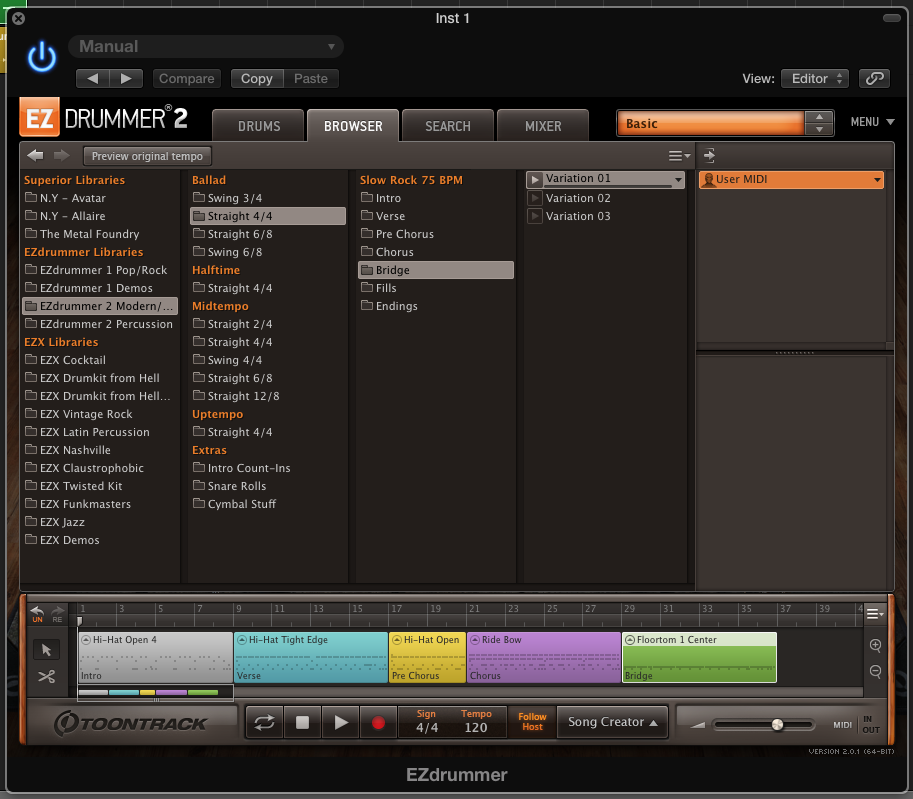 Inst 1
Manual
Compare
Copy
Paste
View:
Editor
EZ DRUMMER® 2
DRUMS
BROWSER
SEARCH
MIXER
Basic
MENU
Preview original tempo
Superior Libraries
N.Y - Avatar
N.Y - Allaire
The Metal Foundry
EZdrummer Libraries
EZdrummer 1 Pop/Rock
EZdrummer 1 Demos
EZdrummer 2 Modern/...
EZdrummer 2 Percussion
EZX Libraries
EZX Cocktail
EZX Drumkit from Hell
EZX Drumkit from Hell...
EZX Vintage Rock
EZX Latin Percussion
EZX Nashville
EZX Claustrophobic
EZX Twisted Kit
EZX Funkmasters
EZX Jazz
EZX Demos
Ballad
Swing 3/4
Straight 4/4
Straight 6/8
Swing 6/8
Halftime
Straight 4/4
Midtempo
Straight 2/4
Straight 4/4
Swing 4/4
Straight 6/8
Straight 12/8
Uptempo
Straight 4/4
Extras
Intro Count-Ins
Snare Rolls
Cymbal Stuff
Slow Rock 75 BPM
Intro
Verse
Pre Chorus
Chorus
Bridge
Fills
Endings
Variation 01
Variation 02
Variation 03
User MIDI
UN
RE
1 3 5 7 9 11 13 15 17 19 21 23 25 27 29 31 33 35 37 39 4
Hi-Hat Open 4
Intro
Hi-Hat Tight Edge
Verse
Hi-Hat Open
Pre Chorus
Ride Bow
Chorus
Floortom 1 Center
Bridge
TOONTRACK
Sign
4/4
Tempo
120
Follow
Host
Song Creator
MIDI
IN
OUT
VERSION 2.0.1 (64-BIT)
EZdrummer